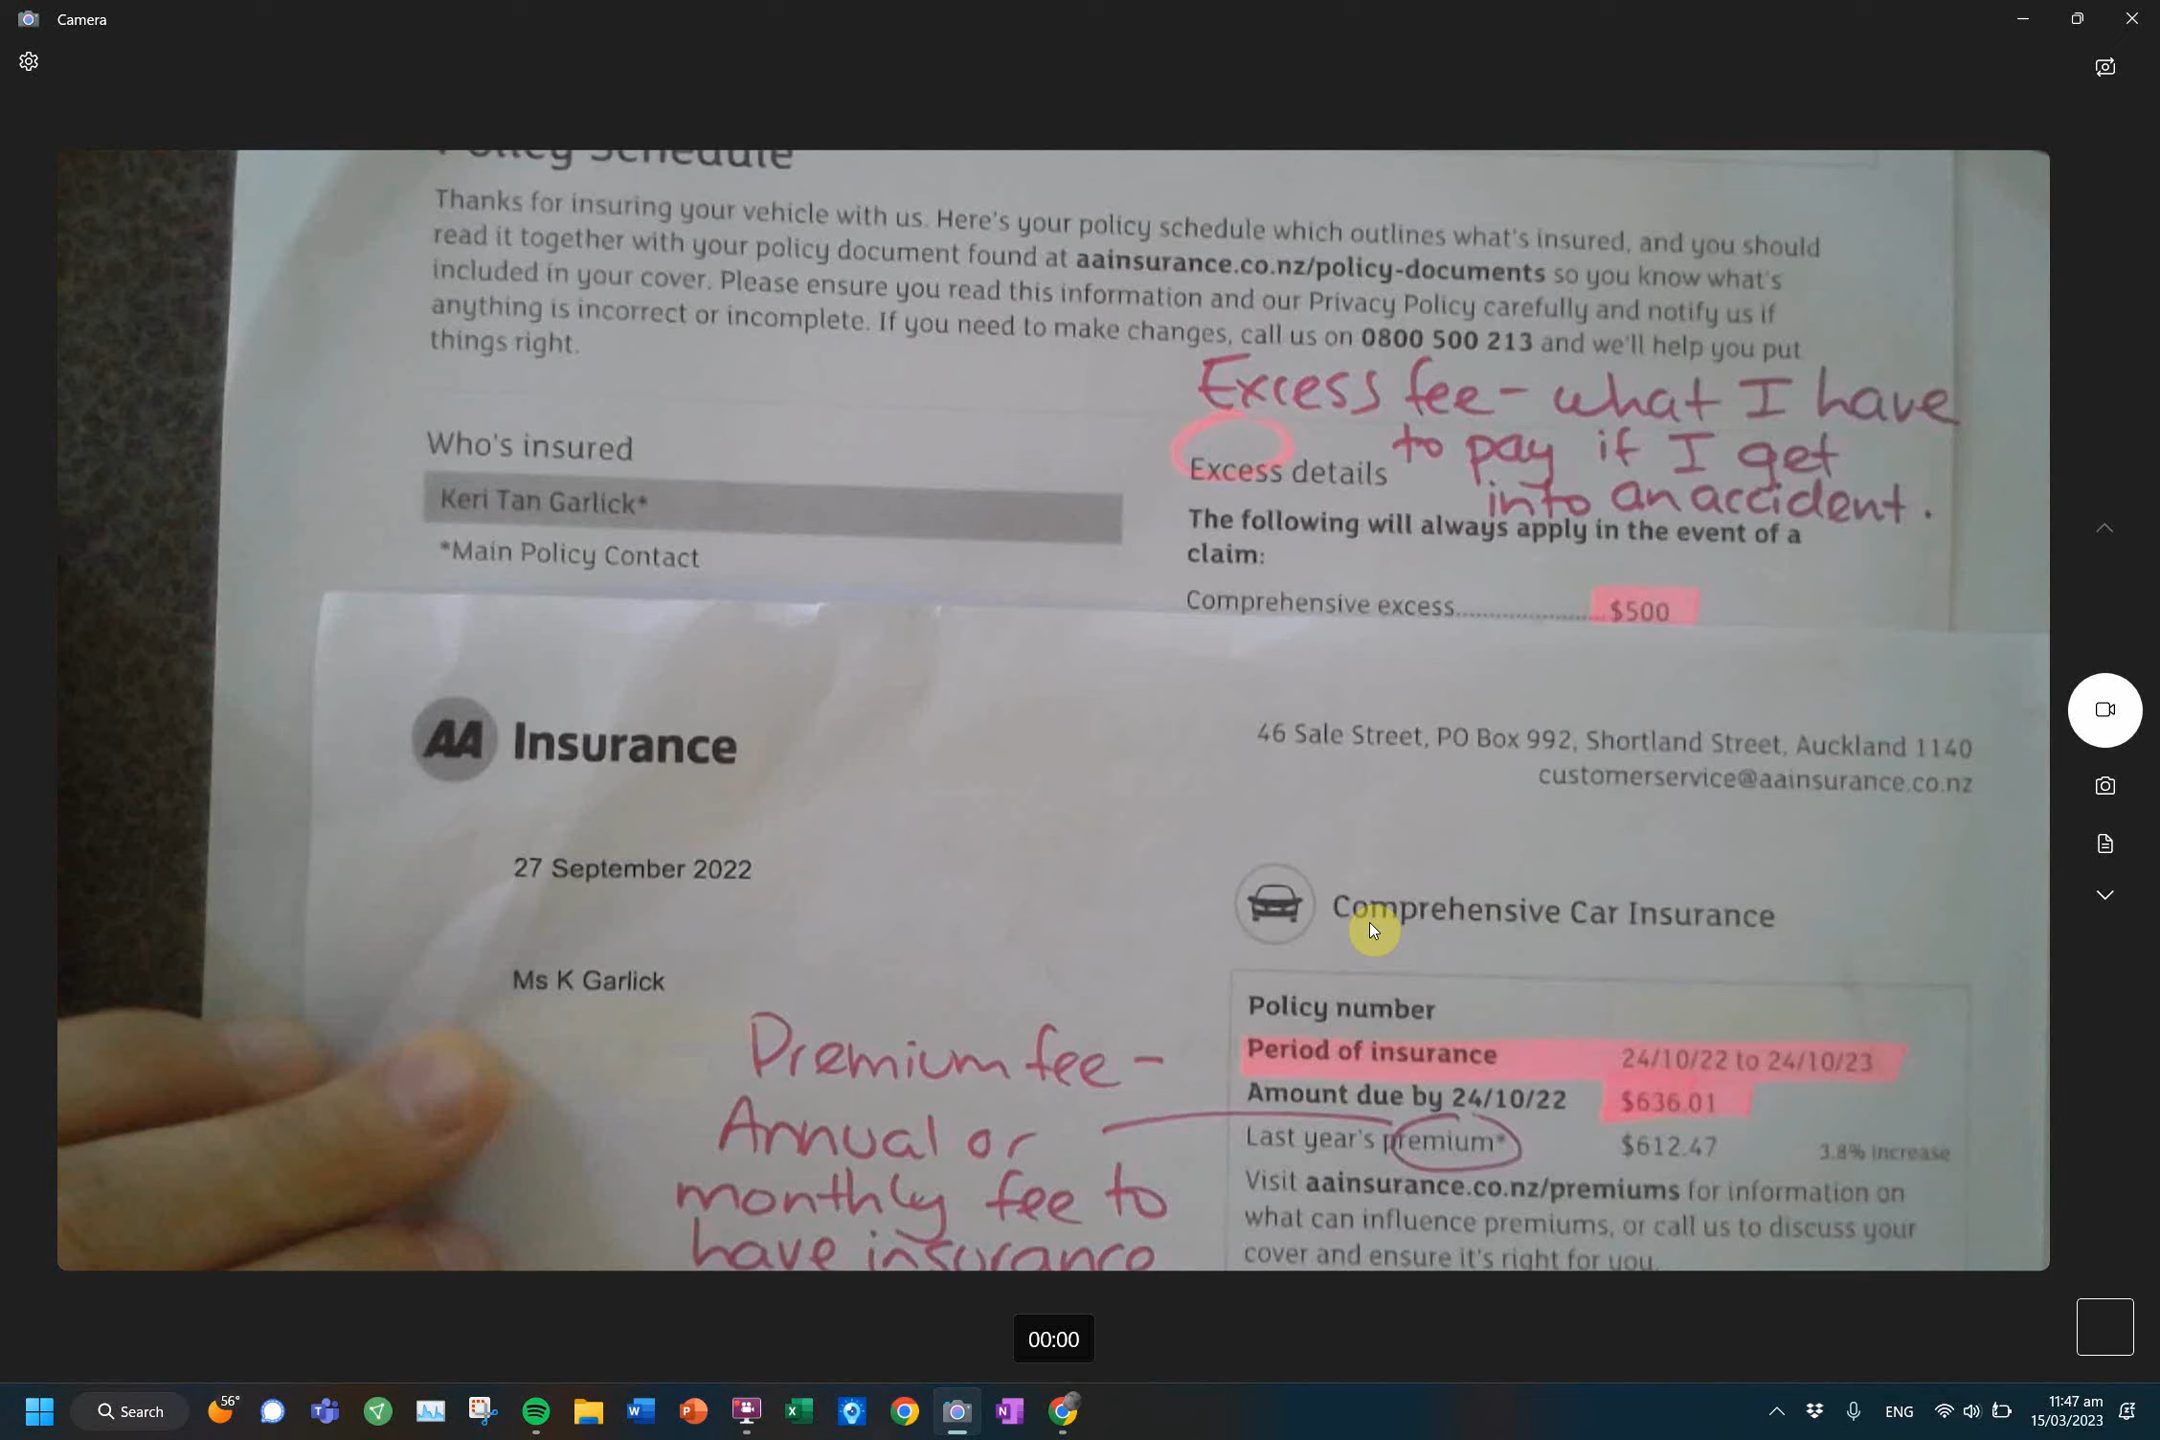 Camera
Policy Schedule
Thanks for insuring your vehicle with us. Here's your policy schedule which outlines what's insured, and you should
read it together with your policy document found at aainsurance.co.nz/policy-documents so you know what's
included in your cover. Please ensure you read this information and our Privacy Policy carefully and notify us if
anything is incorrect or incomplete. If you need to make changes, call us on 0800 500 213 and we'll help you put
things right.
Excess fee - what I have
to pay if I get
into an accident.
Who's insured
Keri Tan Garlick*
*Main Policy Contact
Excess details
The following will always apply in the event of a
claim:
Comprehensive excess.................... $500
AA Insurance
46 Sale Street, PO Box 992, Shortland Street, Auckland 1140
customerservice@aainsurance.co.nz
27 September 2022
Ms K Garlick
Comprehensive Car Insurance
Premium fee -
Annual or
monthly fee to
have insurance
Policy number
Period of insurance 24/10/22 to 24/10/23
Amount due by 24/10/22 $636.01
Last year's premium* $612.47 3.8% increase
Visit aainsurance.co.nz/premiums for information on
what can influence premiums, or call us to discuss your
cover and ensure it's right for you.
00:00
Search
56°
ENG
11:47 am
15/03/2023